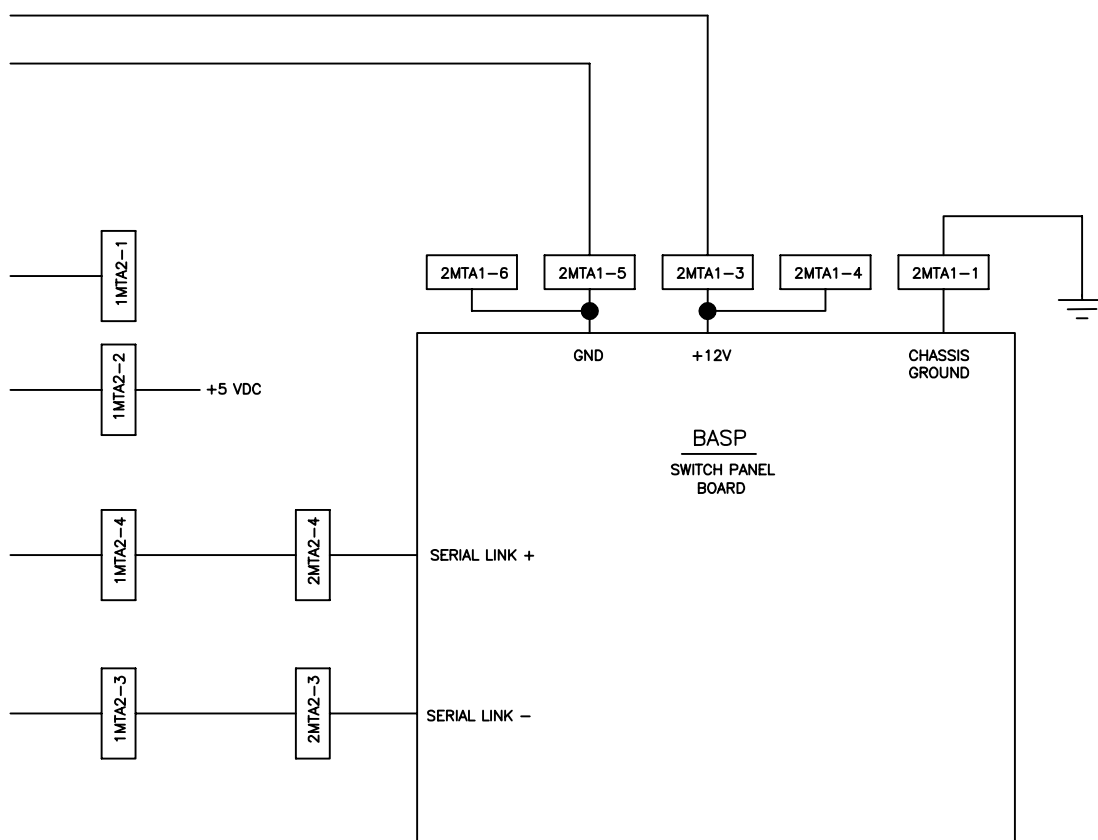 1MTA2-1
2MTA1-6
2MTA1-5
2MTA1-3
2MTA1-4
2MTA1-1
GND
+12V
CHASSIS
GROUND
1MTA2-2
+5 VDC
BASP
SWITCH PANEL
BOARD
1MTA2-4
2MTA2-4
SERIAL LINK +
1MTA2-3
2MTA2-3
SERIAL LINK -